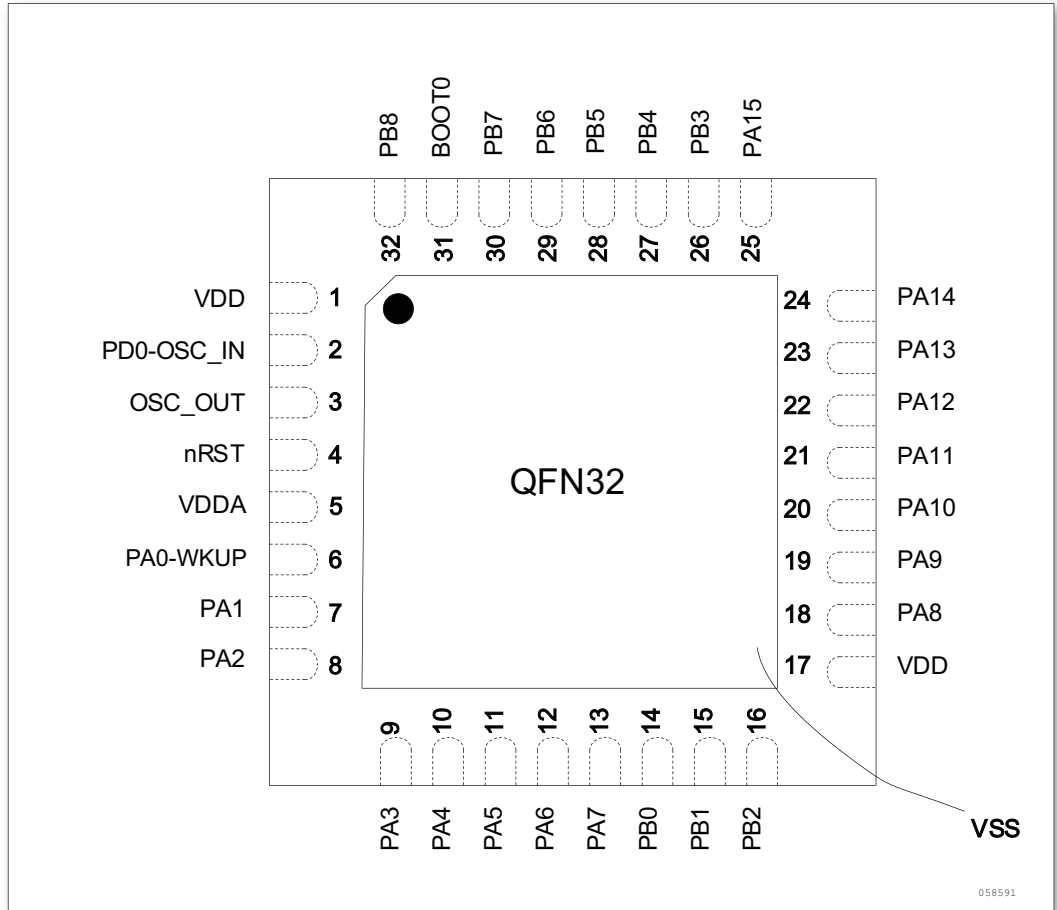 PB8
BOOT0
PB7
PB6
PB5
PB4
PB3
PA15
32
31
30
29
28
27
26
25
VDD
1
PD0-OSC_IN
2
OSC_OUT
3
nRST
4
VDDA
5
PA0-WKUP
6
PA1
7
PA2
8
QFN32
24
PA14
23
PA13
22
PA12
21
PA11
20
PA10
19
PA9
18
PA8
17
VDD
9
10
11
12
13
14
15
16
PA3
PA4
PA5
PA6
PA7
PB0
PB1
PB2
VSS
058591